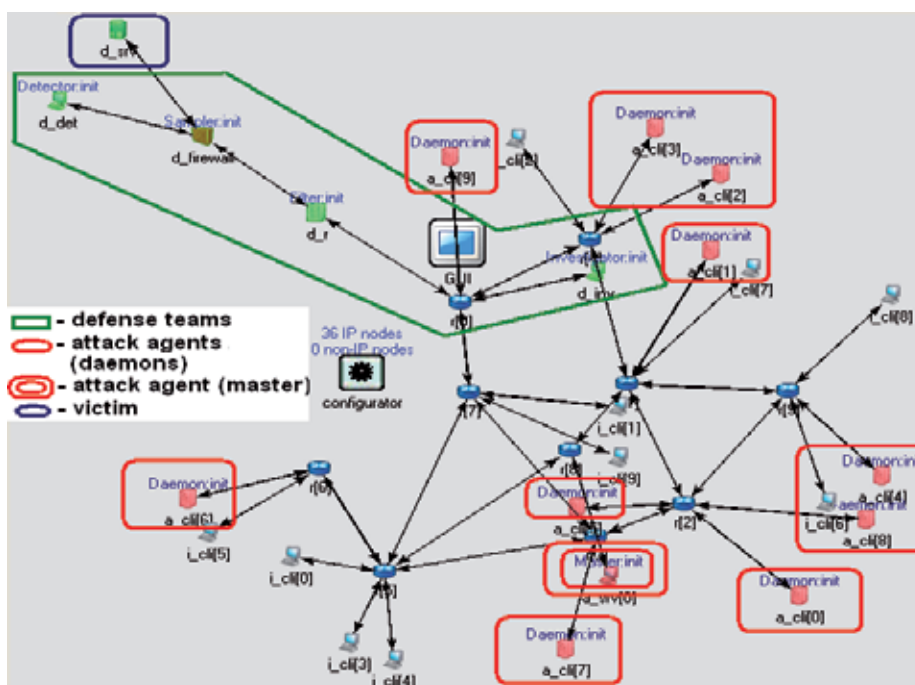 d_srv
Detector:init
d_det
Sampler:init
d_firewall
Filter:init
d_r
Daemon:init
a_cli[9]
i_cli[2]
Daemon:init
a_cli[3]
Daemon:init
a_cli[2]
Daemon:init
a_cli[1]
i_cli[7]
GUI
:init
d_inv
r[0]
i_cli[8]
- defense teams
- attack agents
(daemons)
- attack agent (master)
- victim
36 IP nodes
0 non-IP nodes
configurator
r[7]
i_cli[1]
r[9]
r[8]
i_cli[9]
r[6]
Daemon:init
a_cli[6]
i_cli[5]
Daemon:init
r[2]
Daemon:ini
a_cli[4]
i_cli[6]
aemon:init
a_cli[8]
i_cli[0]
r[5]
Master:init
a_srv[0]
Daemon:init
a_cli[0]
Daemon:init
a_cli[7]
i_cli[3]
i_cli[4]